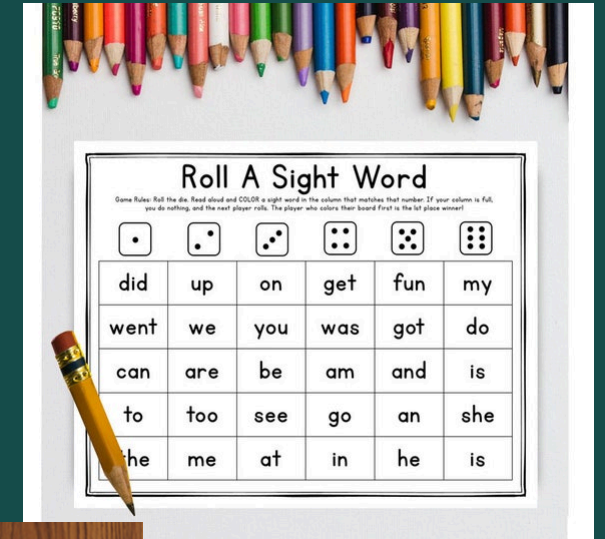 Roll A Sight Word
Game Rules: Roll the die. Read aloud and COLOR a sight word in the column that matches that number. If your column is full,
you do nothing, and the next player rolls. The player who colors their board first is the 1st place winner!
did up on get fun my
went we you was got do
can are be am and is
to too see go an she
the me at in he is